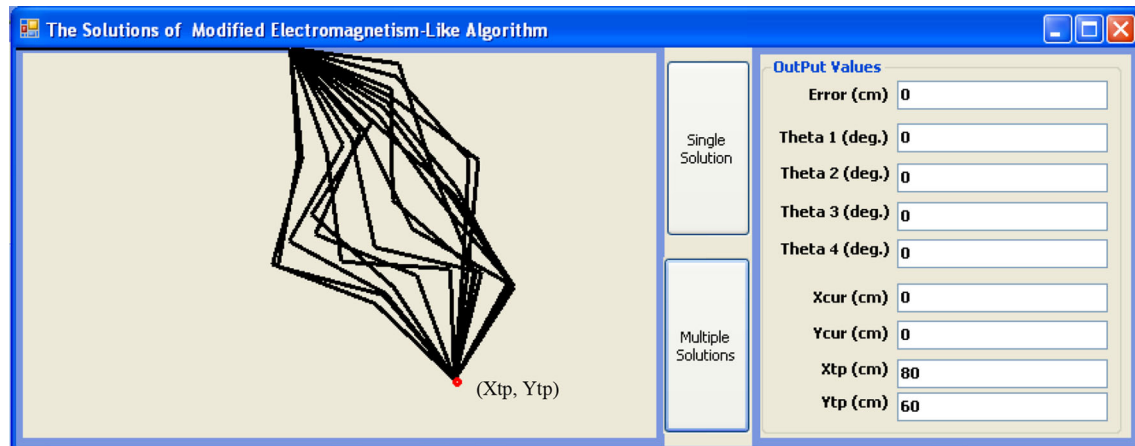 The Solutions of Modified Electromagnetism-Like Algorithm
(Xtp, Ytp)
Single
Solution
Multiple
Solutions
OutPut Values
Error (cm) 0
Theta 1 (deg.) 0
Theta 2 (deg.) 0
Theta 3 (deg.) 0
Theta 4 (deg.) 0
Xcur (cm) 0
Ycur (cm) 0
Xtp (cm) 80
Ytp (cm) 60